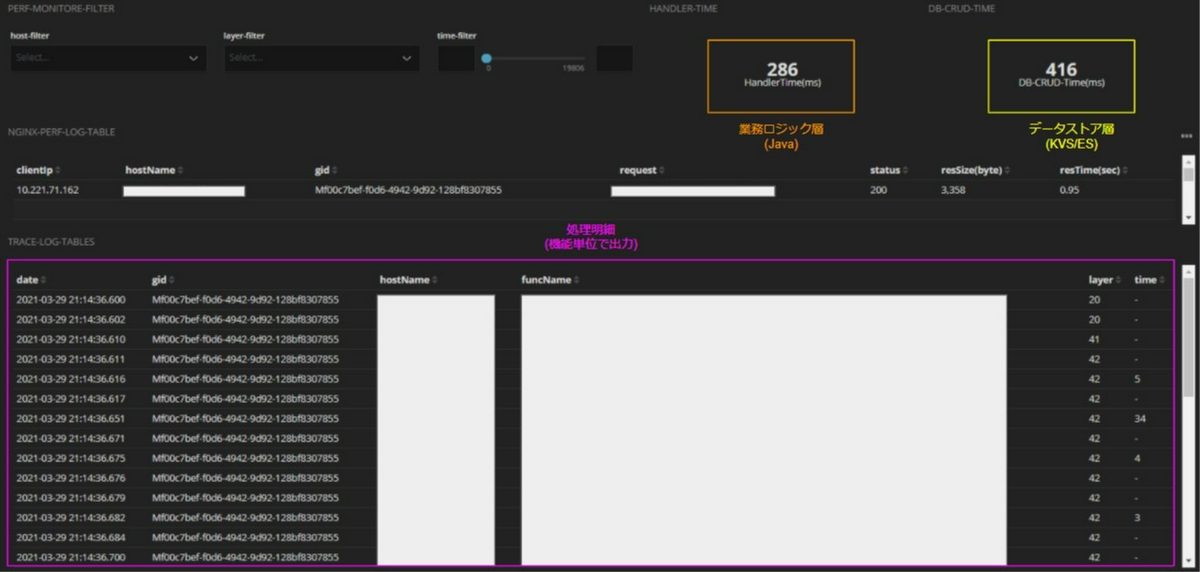 PERF-MONITORE-FILTER
HANDLER-TIME
DB-CRUD-TIME
host-filter
layer-filter
time-filter
Select...
Select...
0
19806
286
HandlerTime(ms)
416
DB-CRUD-Time(ms)
業務ロジック層
(Java)
データストア層
(KVS/ES)
NGINX-PERF-LOG-TABLE
clientIp hostName gid request status resSize(byte) resTime(sec)
10.221.71.162 Mf00c7bef-f0d6-4942-9d92-128bf8307855 200 3,358 0.95
処理明細
(機能単位で出力)
TRACE-LOG-TABLES
date gid hostName funcName layer time
2021-03-29 21:14:36.600 Mf00c7bef-f0d6-4942-9d92-128bf8307855 20 -
2021-03-29 21:14:36.602 Mf00c7bef-f0d6-4942-9d92-128bf8307855 20 -
2021-03-29 21:14:36.610 Mf00c7bef-f0d6-4942-9d92-128bf8307855 41 -
2021-03-29 21:14:36.611 Mf00c7bef-f0d6-4942-9d92-128bf8307855 42 -
2021-03-29 21:14:36.616 Mf00c7bef-f0d6-4942-9d92-128bf8307855 42 5
2021-03-29 21:14:36.617 Mf00c7bef-f0d6-4942-9d92-128bf8307855 42 -
2021-03-29 21:14:36.651 Mf00c7bef-f0d6-4942-9d92-128bf8307855 42 34
2021-03-29 21:14:36.671 Mf00c7bef-f0d6-4942-9d92-128bf8307855 42 -
2021-03-29 21:14:36.675 Mf00c7bef-f0d6-4942-9d92-128bf8307855 42 4
2021-03-29 21:14:36.676 Mf00c7bef-f0d6-4942-9d92-128bf8307855 42 -
2021-03-29 21:14:36.679 Mf00c7bef-f0d6-4942-9d92-128bf8307855 42 -
2021-03-29 21:14:36.682 Mf00c7bef-f0d6-4942-9d92-128bf8307855 42 3
2021-03-29 21:14:36.684 Mf00c7bef-f0d6-4942-9d92-128bf8307855 42 -
2021-03-29 21:14:36.700 Mf00c7bef-f0d6-4942-9d92-128bf8307855 42 -